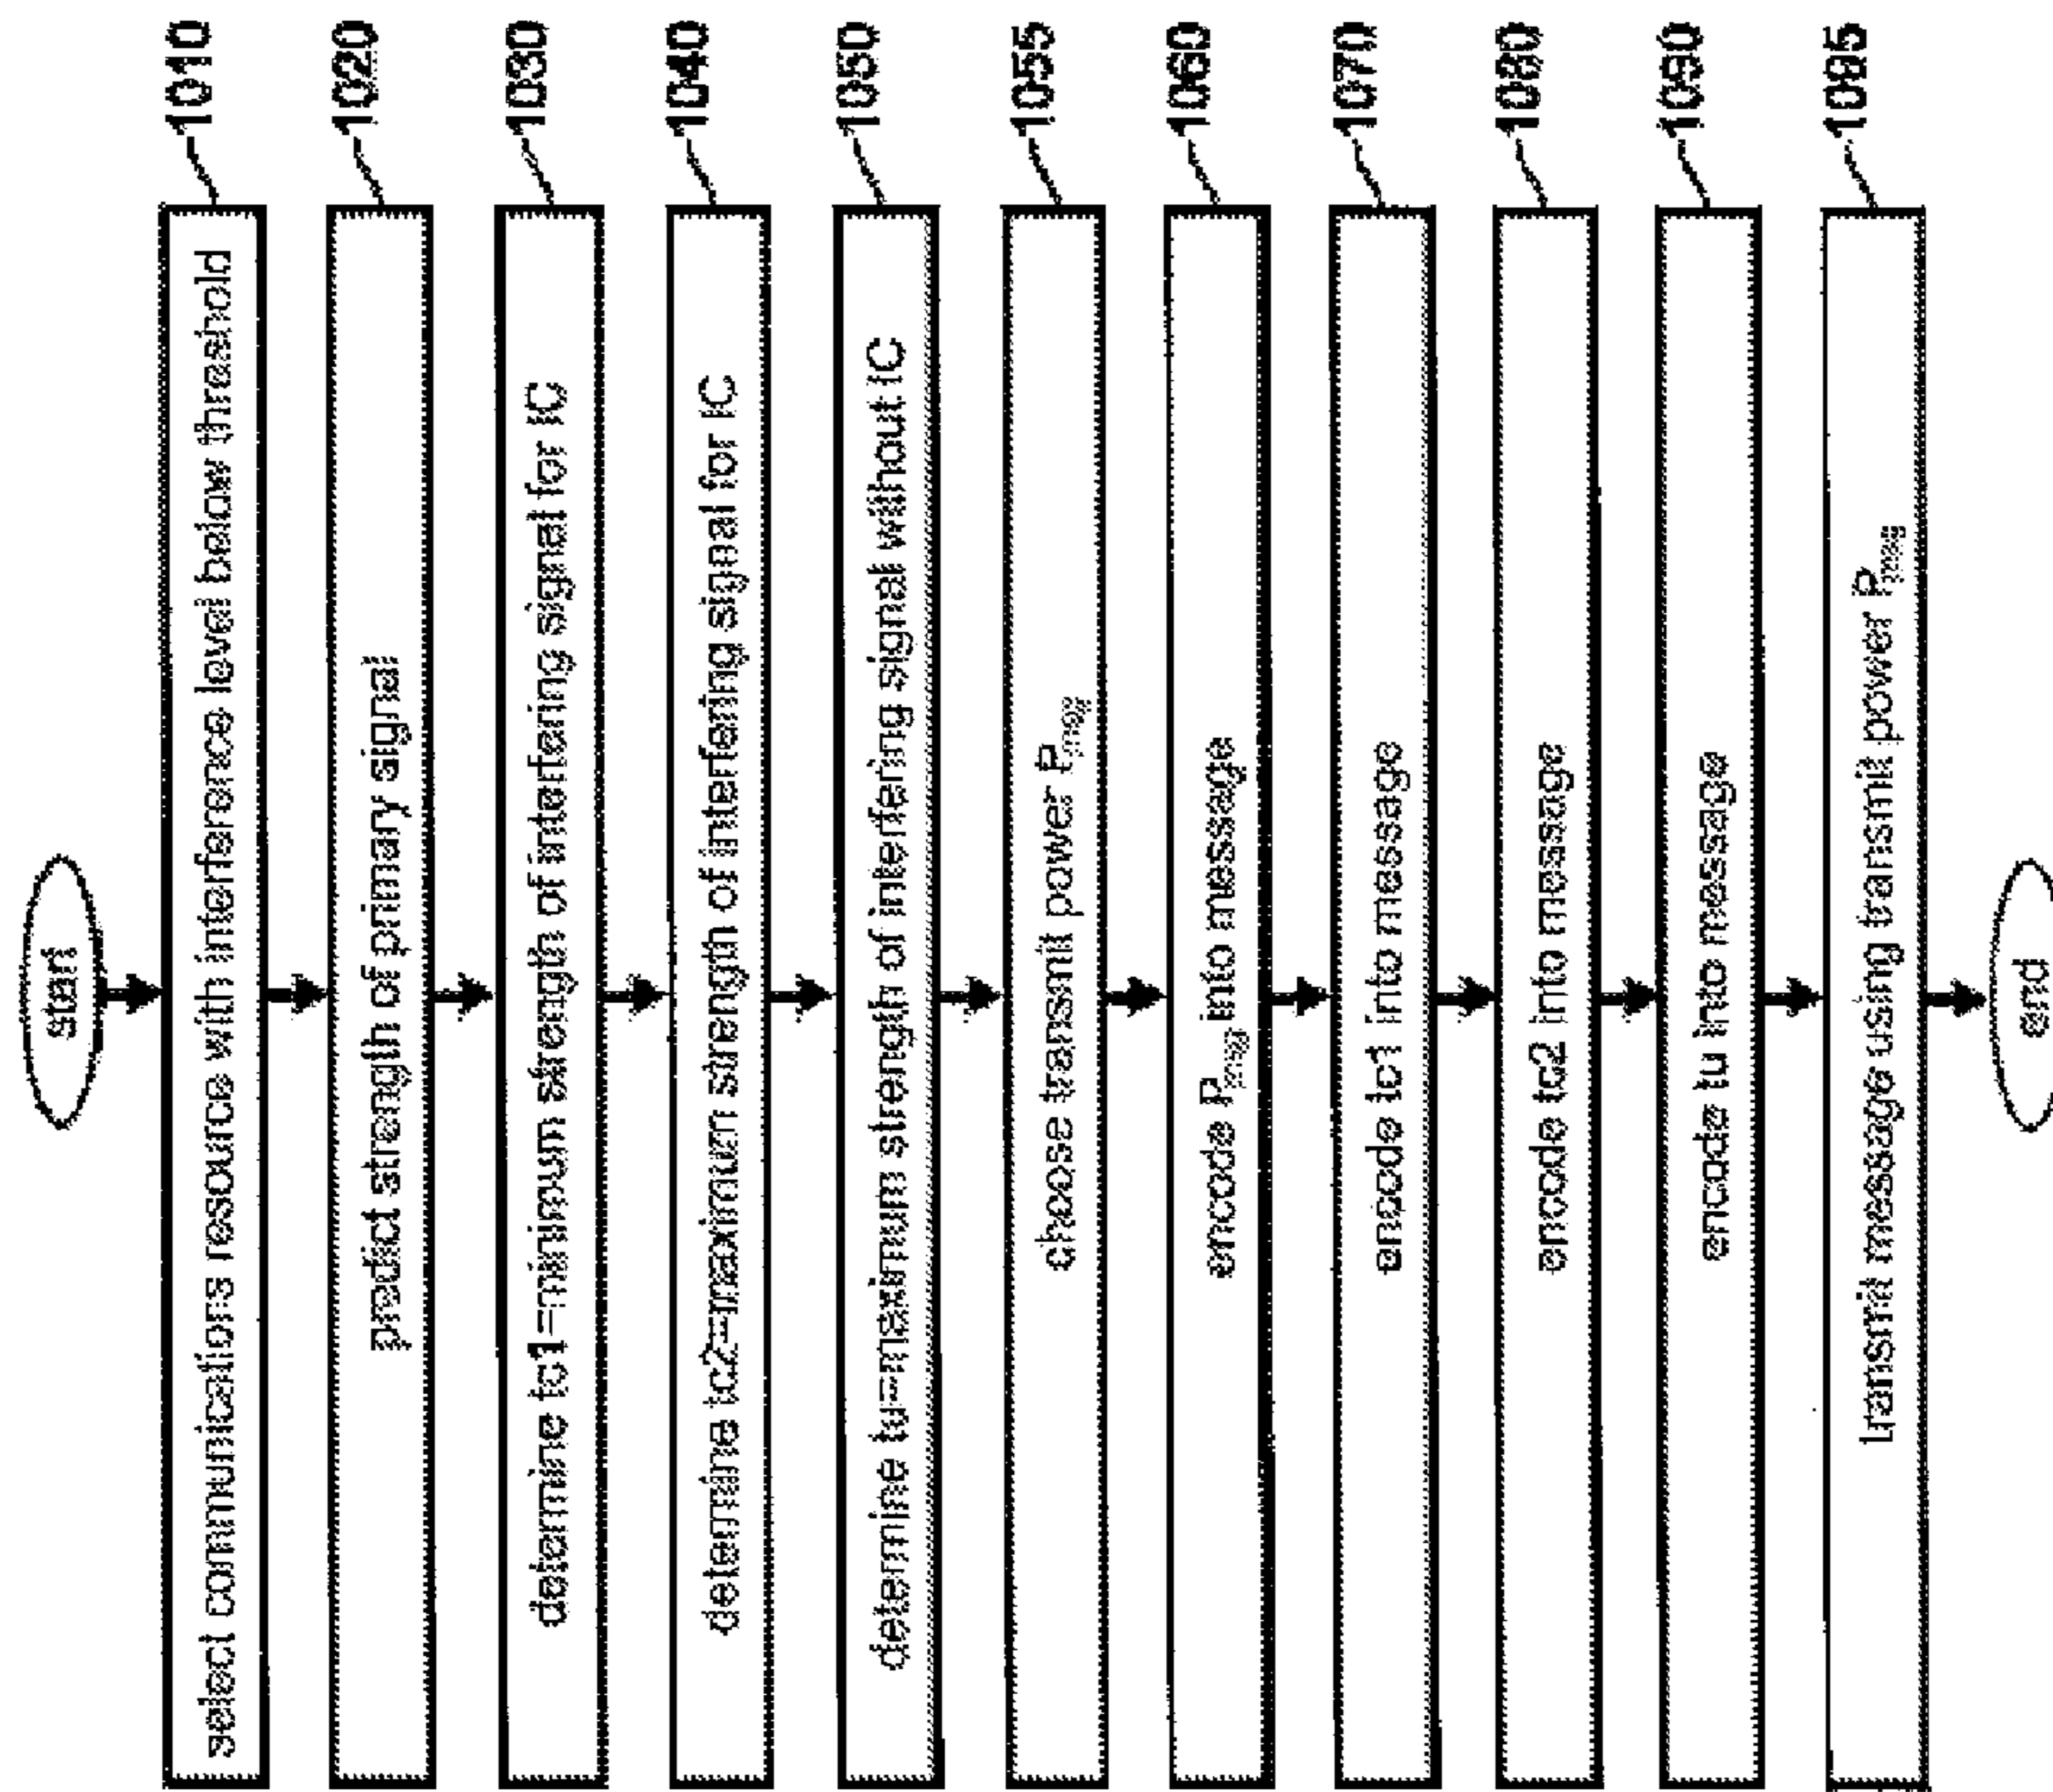 start
select communications resource with interference level below threshold
1010
predict strength of primary signal
1020
determine tc1=minimum strength of interfering signal for IC
1030
determine tc2=maximum strength of interfering signal for IC
1040
determine tu=maximum strength of interfering signal without IC
1050
choose transmit power Pmsg
1055
encode Pmsg into message
1060
encode tc1 into message
1070
encode tc2 into message
1080
encode tu into message
1090
transmit message using transmit power Pmsg
1095
end